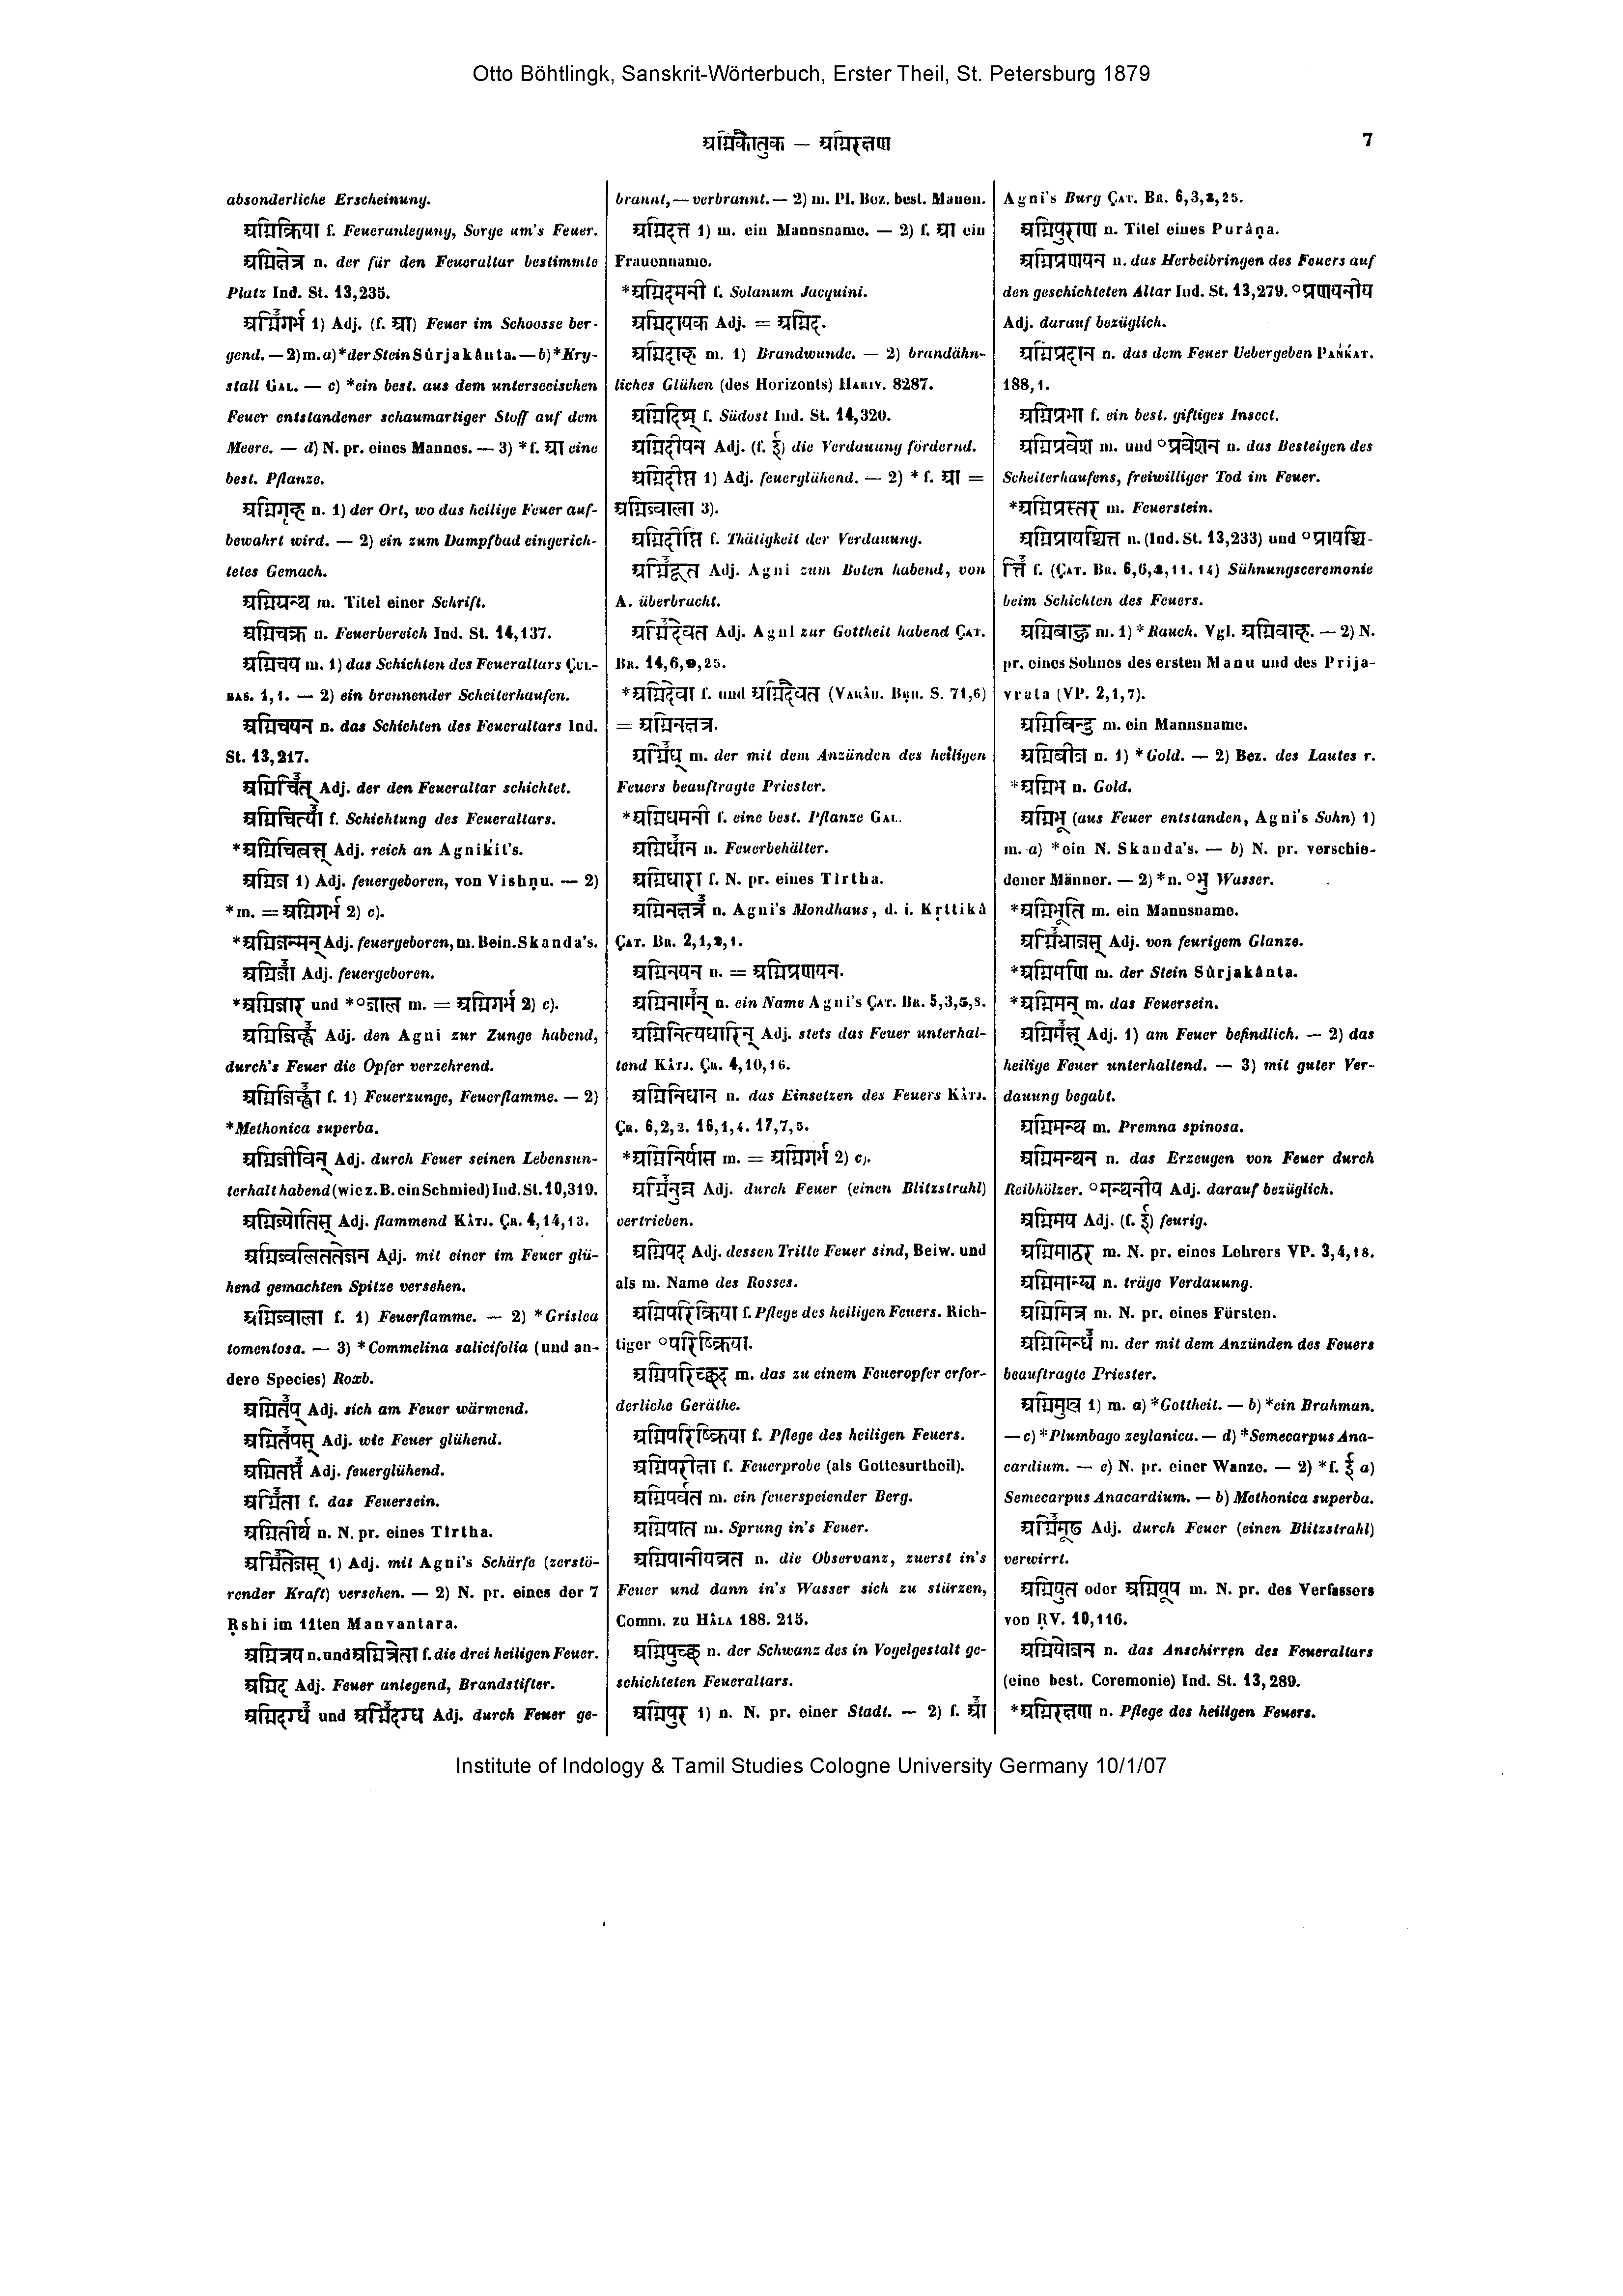 Otto Böhtlingk, Sanskrit-Wörterbuch, Erster Theil, St. Petersburg 1879
अग्निकौतुक — अग्निरक्षण
7
absonderliche Erscheinung.
अग्निक्रिया f. Feueranlegung, Sorge um's Feuer.
अग्निक्षेत्र n. der für den Feueraltar bestimmte
Platz Ind. St. 13,235.
अग्निगर्भ 1) Adj. (f. आ) Feuer im Schoosse ber-
gend. — 2) m. a) *der Stein Sûrjakânta. — b) *Kry-
stall GAL. — c) *ein best. aus dem unterseeischen
Feuer entstandener schaumartiger Stoff auf dem
Meere. — d) N. pr. eines Mannes. — 3) *f. आ eine
best. Pflanze.
अग्निगृह n. 1) der Ort, wo das heilige Feuer auf-
bewahrt wird. — 2) ein zum Dampfbad eingerich-
tetes Gemach.
अग्निग्रन्थ m. Titel einer Schrift.
अग्निचक्र n. Feuerbereich Ind. St. 14,137.
अग्निचय m. 1) das Schichten des Feueraltars ÇUL-
BAS. 1,1. — 2) ein brennender Scheiterhaufen.
अग्निचयन n. das Schichten des Feueraltars Ind.
St. 13,217.
अग्निचित् Adj. der den Feueraltar schichtet.
अग्निचित्या f. Schichtung des Feueraltars.
*अग्निचित्वत् Adj. reich an Agnikit's.
अग्निज 1) Adj. feuergeboren, von Vishṇu. — 2)
*m. = अग्निगर्भ 2) c).
*अग्निजन्मन् Adj. feuergeboren, m. Bein. Skanda's.
अग्निजा Adj. feuergeboren.
*अग्निजार und *°जाल m. = अग्निगर्भ 2) c).
अग्निजिह्व Adj. den Agni zur Zunge habend,
durch's Feuer die Opfer verzehrend.
अग्निजिह्वा f. 1) Feuerzunge, Feuerflamme. — 2)
*Methonica superba.
अग्निजीविन् Adj. durch Feuer seinen Lebensun-
terhalt habend (wie z. B. ein Schmied) Ind. St. 10,319.
अग्निज्योतिस् Adj. flammend KÂTJ. ÇR. 4,14,13.
अग्निज्वलिततेजन Adj. mit einer im Feuer glü-
hend gemachten Spitze versehen.
अग्निज्वाला f. 1) Feuerflamme. — 2) *Grislea
tomentosa. — 3) *Commelina salicifolia (und an-
dere Species) Roxb.
अग्नितप् Adj. sich am Feuer wärmend.
अग्नितपस् Adj. wie Feuer glühend.
अग्नितप्त Adj. feuerglühend.
अग्निता f. das Feuersein.
अग्नितीर्थ n. N. pr. eines Tîrtha.
अग्नितेजस् 1) Adj. mit Agni's Schärfe (zerstö-
render Kraft) versehen. — 2) N. pr. eines der 7
Ṛshi im 11ten Manvantara.
अग्नित्रय n. und अग्नित्रेता f. die drei heiligen Feuer.
अग्निद Adj. Feuer anlegend, Brandstifter.
अग्निदग्ध und अग्निदग्ध Adj. durch Feuer ge-
brannt, — verbrannt. — 2) m. Pl. Bez. best. Manen.
अग्निदत्त 1) m. ein Mannsname. — 2) f. आ ein
Frauenname.
*अग्निदमनी f. Solanum Jacquini.
अग्निदायक Adj. = अग्निद.
अग्निदाह m. 1) Brandwunde. — 2) brandähn-
liches Glühen (des Horizonts) HARIV. 8287.
अग्निदिश् f. Südost Ind. St. 14,320.
अग्निदीपन Adj. (f. ई) die Verdauung fördernd.
अग्निदीप्त 1) Adj. feuerglühend. — 2) *f. आ =
अग्निज्वाला 3).
अग्निदीप्ति f. Thätigkeit der Verdauung.
अग्निदूत Adj. Agni zum Boten habend, von
A. überbracht.
अग्निदेवत Adj. Agni zur Gottheit habend ÇAT.
BR. 14,6,9,25.
*अग्निदेवा f. und अग्निदैवत (VARÂH. BṚH. S. 71,6)
= अग्निनक्षत्र.
अग्निध् m. der mit dem Anzünden des heiligen
Feuers beauftragte Priester.
*अग्निधमनी f. eine best. Pflanze GAL.
अग्निधान n. Feuerbehälter.
अग्निधारा f. N. pr. eines Tîrtha.
अग्निनक्षत्र n. Agni's Mondhaus, d. i. Kṛttikâ
ÇAT. BR. 2,1,2,1.
अग्निनयन n. = अग्निप्रणयन.
अग्निनामन् n. ein Name Agni's ÇAT. BR. 5,3,5,8.
अग्निनित्यधारिन् Adj. stets das Feuer unterhal-
tend KÂTJ. ÇR. 4,10,16.
अग्निनिधान n. das Einsetzen des Feuers KÂTJ.
ÇR. 6,2,2. 16,1,4. 17,7,5.
*अग्निनिर्यास m. = अग्निगर्भ 2) c).
अग्निनुन्न Adj. durch Feuer (einen Blitzstrahl)
vertrieben.
अग्निपद Adj. dessen Tritte Feuer sind, Beiw. und
als m. Name des Rosses.
अग्निपरिक्रिया f. Pflege des heiligen Feuers. Rich-
tiger °परिष्क्रिया.
अग्निपरिच्छद m. das zu einem Feueropfer erfor-
derliche Geräthe.
अग्निपरिष्क्रिया f. Pflege des heiligen Feuers.
अग्निपरीक्षा f. Feuerprobe (als Gottesurtheil).
अग्निपर्वत m. ein feuerspeiender Berg.
अग्निपात m. Sprung in's Feuer.
अग्निपानीयव्रत n. die Observanz, zuerst in's
Feuer und dann in's Wasser sich zu stürzen,
Comm. zu HÂLA 188. 215.
अग्निपुच्छ n. der Schwanz des in Vogelgestalt ge-
schichteten Feueraltars.
अग्निपुर 1) n. N. pr. einer Stadt. — 2) f. आ
Agni's Burg ÇAT. BR. 6,3,3,25.
अग्निपुराण n. Titel eines Purâṇa.
अग्निप्रणयन n. das Herbeibringen des Feuers auf
den geschichteten Altar Ind. St. 13,279. °प्रणयनीय
Adj. darauf bezüglich.
अग्निप्रदान n. das dem Feuer Uebergeben PAŃḰAT.
188,1.
अग्निप्रभा f. ein best. giftiges Insect.
अग्निप्रवेश m. und °प्रवेशन n. das Besteigen des
Scheiterhaufens, freiwilliger Tod im Feuer.
*अग्निप्रस्तर m. Feuerstein.
अग्निप्रायश्चित्त n. (Ind. St. 13,233) und °प्रायश्चि-
त्ति f. (ÇAT. BR. 6,6,4,11. 14) Sühnungsceremonie
beim Schichten des Feuers.
अग्निबाहु m. 1) *Rauch. Vgl. अग्निवाह. — 2) N.
pr. eines Sohnes des ersten Manu und des Prija-
vrata (VP. 2,1,7).
अग्निबिन्दु m. ein Mannsname.
अग्निबीज n. 1) *Gold. — 2) Bez. des Lautes r.
*अग्निभ n. Gold.
अग्निभू (aus Feuer entstanden, Agni's Sohn) 1)
m. a) *ein N. Skanda's. — b) N. pr. verschie-
dener Männer. — 2) *n. °भु Wasser.
*अग्निभूति m. ein Mannsname.
अग्निभ्राजस् Adj. von feurigem Glanze.
*अग्निमणि m. der Stein Sûrjakânta.
*अग्निमन् m. das Feuersein.
अग्निमत् Adj. 1) am Feuer befindlich. — 2) das
heilige Feuer unterhaltend. — 3) mit guter Ver-
dauung begabt.
अग्निमन्थ m. Premna spinosa.
अग्निमन्थन n. das Erzeugen von Feuer durch
Reibhölzer. °मन्थनीय Adj. darauf bezüglich.
अग्निमय Adj. (f. ई) feurig.
अग्निमाठर m. N. pr. eines Lehrers VP. 3,4,18.
अग्निमान्द्य n. träge Verdauung.
अग्निमित्र m. N. pr. eines Fürsten.
अग्निमिन्ध m. der mit dem Anzünden des Feuers
beauftragte Priester.
अग्निमुख 1) m. a) *Gottheit. — b) *ein Brahman.
— c) *Plumbago zeylanica. — d) *Semecarpus Ana-
cardium. — e) N. pr. einer Wanze. — 2) *f. ई a)
Semecarpus Anacardium. — b) Methonica superba.
अग्निमूढ Adj. durch Feuer (einen Blitzstrahl)
verwirrt.
अग्नियुत oder अग्नियूप m. N. pr. des Verfassers
von ṚV. 10,116.
अग्नियोजन n. das Anschirren des Feueraltars
(eine best. Ceremonie) Ind. St. 13,289.
*अग्निरक्षण n. Pflege des heiligen Feuers.
Institute of Indology & Tamil Studies Cologne University Germany 10/1/07